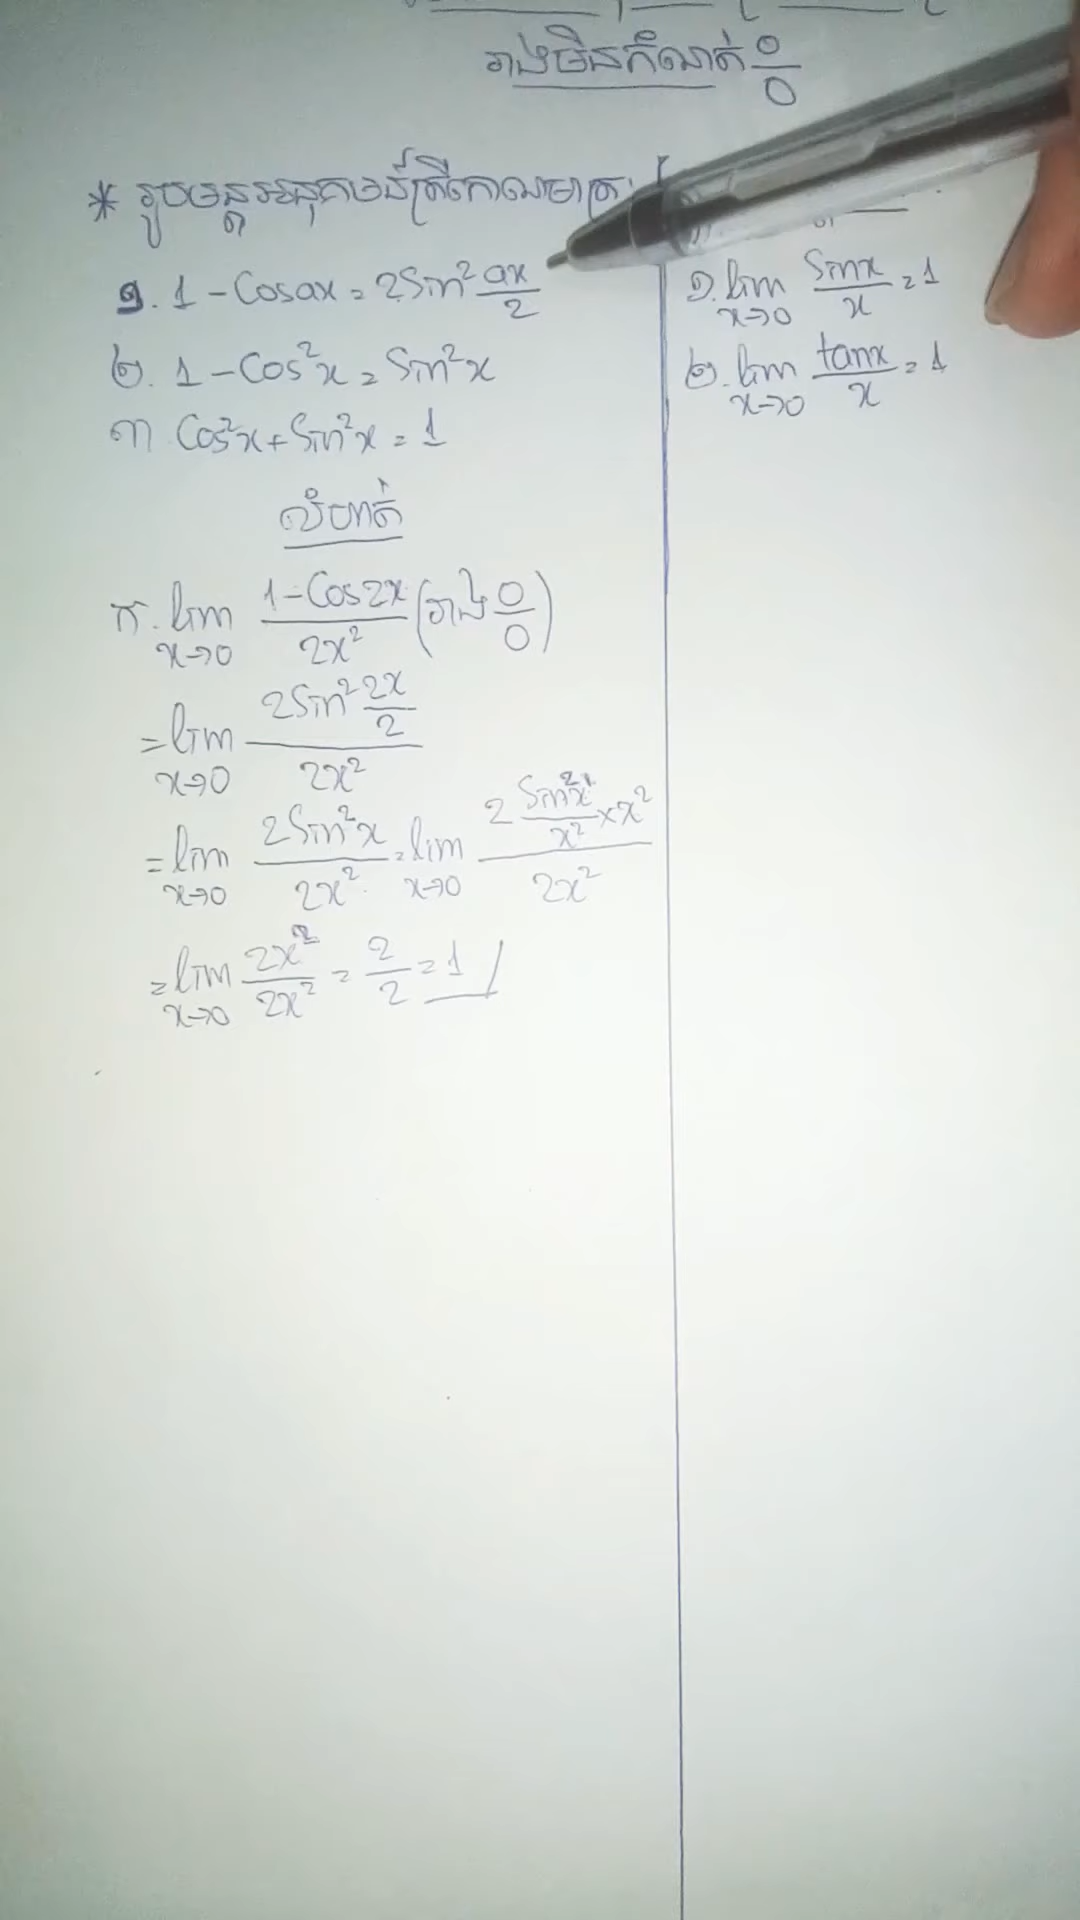 រាងមិនកំណត់ 0/0
* រូបមន្តអនុគមន៍ត្រីកោណមាត្រ
១. 1 - Cosax = 2Sin² ax/2
២. 1 - Cos²x = Sin²x
៣ Cos²x + Sin²x = 1
១. lim x→0 Sinx/x = 1
២. lim x→0 tanx/x = 1
លំហាត់
ក. lim x→0 (1 - Cos2x)/2x² (រាង 0/0)
= lim x→0 (2Sin² 2x/2)/2x²
= lim x→0 2Sin²x/2x² = lim x→0 (2 Sin²x/x² × x²)/2x²
= lim x→0 2x²/2x² = 2/2 = 1